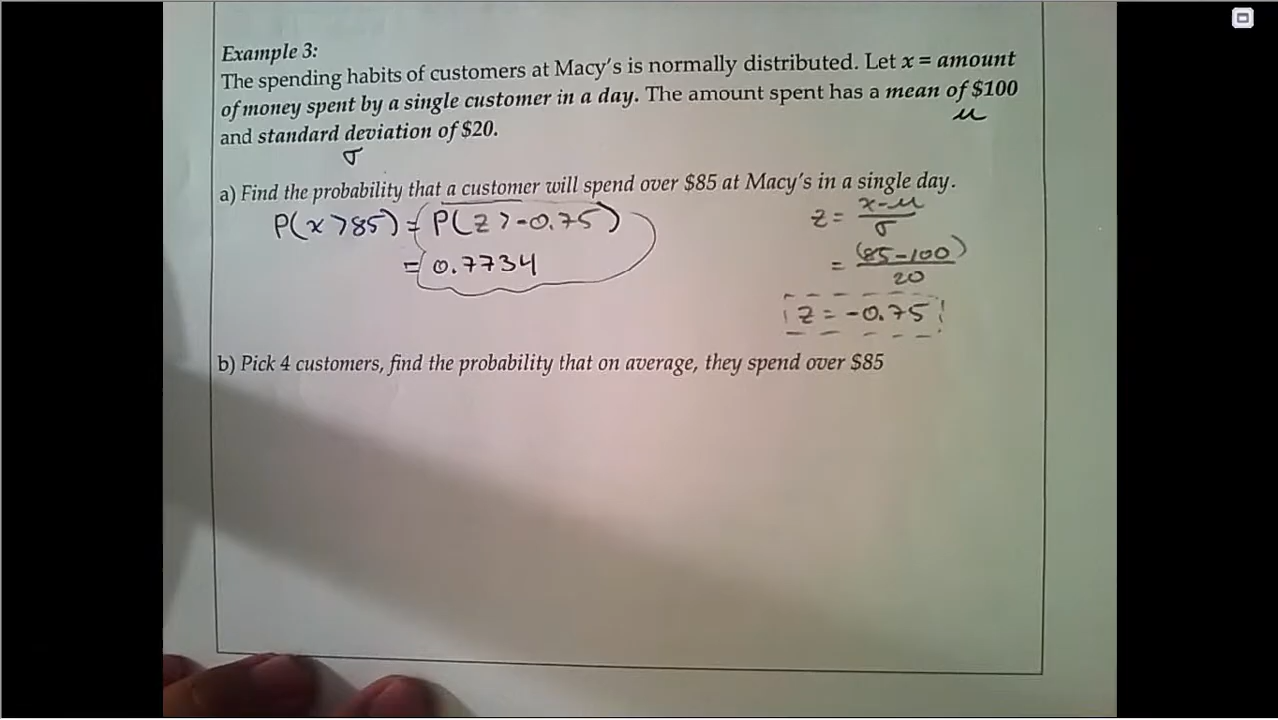 Example 3:
The spending habits of customers at Macy's is normally distributed. Let x = amount
of money spent by a single customer in a day. The amount spent has a mean of $100
μ
and standard deviation of $20.
σ
a) Find the probability that a customer will spend over $85 at Macy's in a single day.
P(x > 85) = P(z > -0.75)
= 0.7734
z = x-μ / σ
= (85-100) / 20
z = -0.75
b) Pick 4 customers, find the probability that on average, they spend over $85